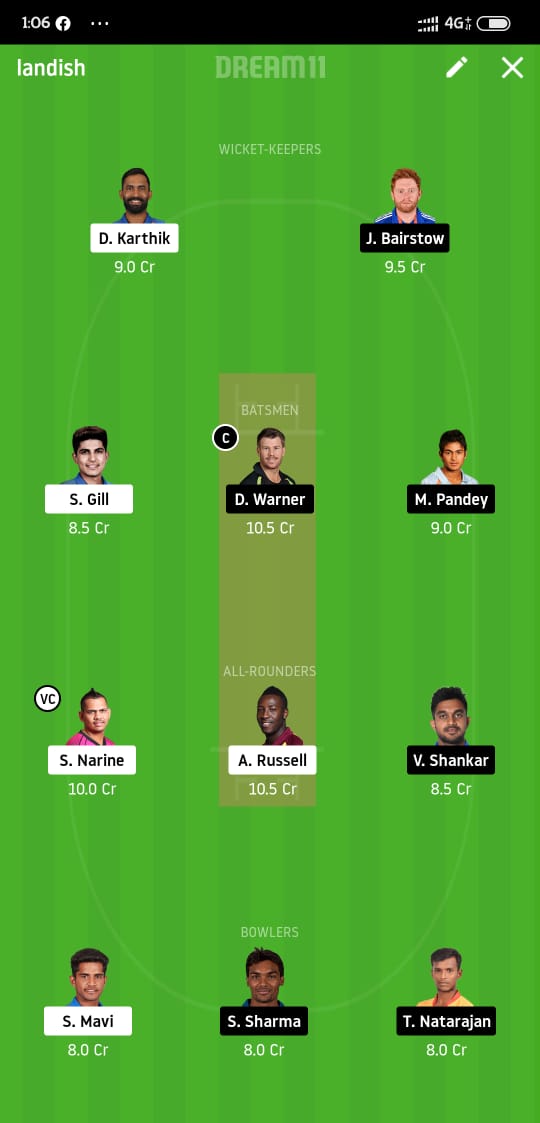 1:06 ... 4G+
landish DREAM11
WICKET-KEEPERS
D. Karthik J. Bairstow
9.0 Cr 9.5 Cr
BATSMEN
C
S. Gill D. Warner M. Pandey
8.5 Cr 10.5 Cr 9.0 Cr
ALL-ROUNDERS
VC
S. Narine A. Russell V. Shankar
10.0 Cr 10.5 Cr 8.5 Cr
BOWLERS
S. Mavi S. Sharma T. Natarajan
8.0 Cr 8.0 Cr 8.0 Cr